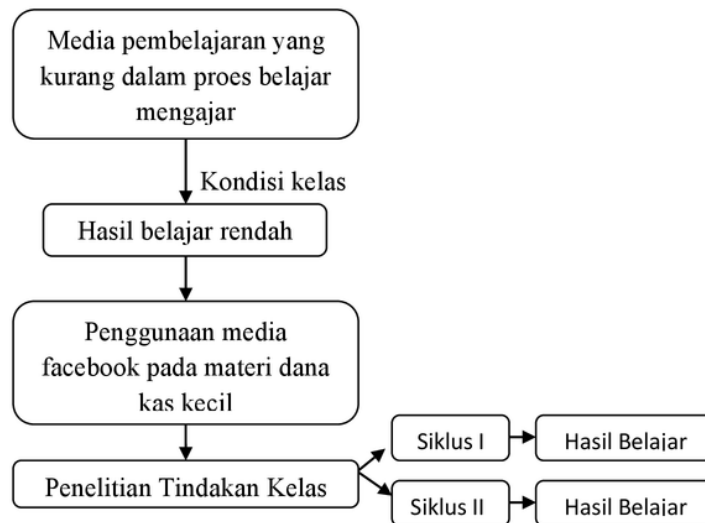 Media pembelajaran yang
kurang dalam proes belajar
mengajar
Kondisi kelas
Hasil belajar rendah
Penggunaan media
facebook pada materi dana
kas kecil
Penelitian Tindakan Kelas
Siklus I
Hasil Belajar
Siklus II
Hasil Belajar